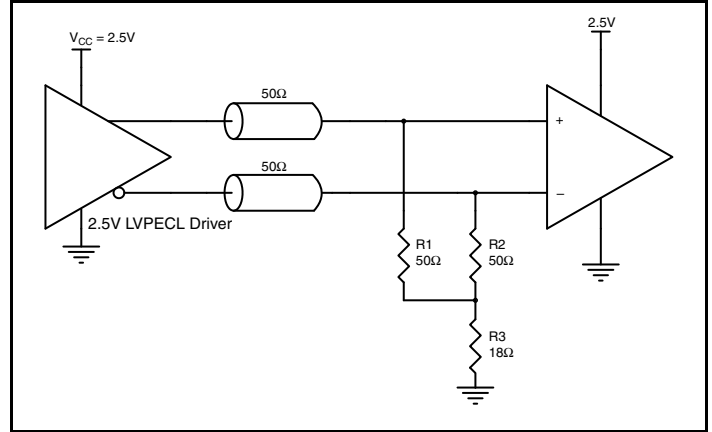 V_CC = 2.5V
2.5V
50Ω
+
50Ω
–
2.5V LVPECL Driver
R1
50Ω
R2
50Ω
R3
18Ω